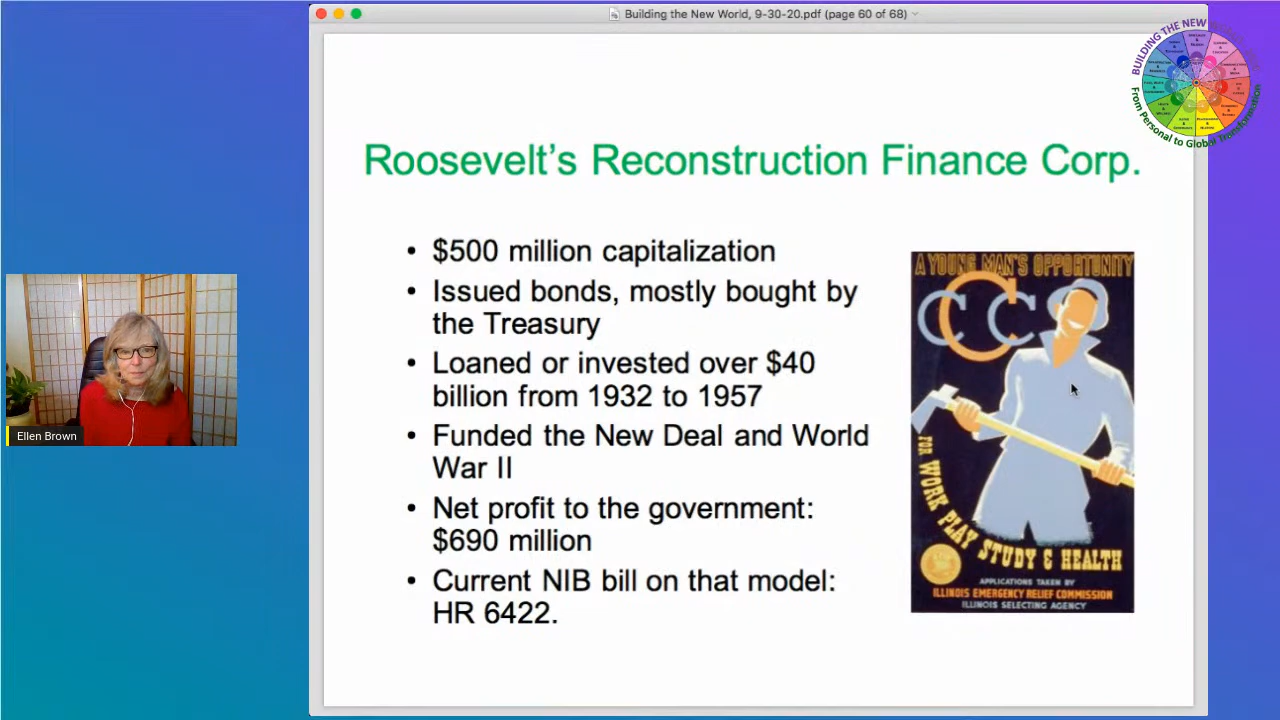 Building the New World, 9-30-20.pdf (page 60 of 68)
BUILDING THE NEW
From Personal to Global Transformation
Roosevelt’s Reconstruction Finance Corp.
• $500 million capitalization
• Issued bonds, mostly bought by
the Treasury
• Loaned or invested over $40
billion from 1932 to 1957
• Funded the New Deal and World
War II
• Net profit to the government:
$690 million
• Current NIB bill on that model:
HR 6422.
A YOUNG MAN'S OPPORTUNITY
CCC
FOR WORK PLAY STUDY & HEALTH
APPLICATIONS TAKEN BY
ILLINOIS EMERGENCY RELIEF COMMISSION
ILLINOIS SELECTING AGENCY
Ellen Brown